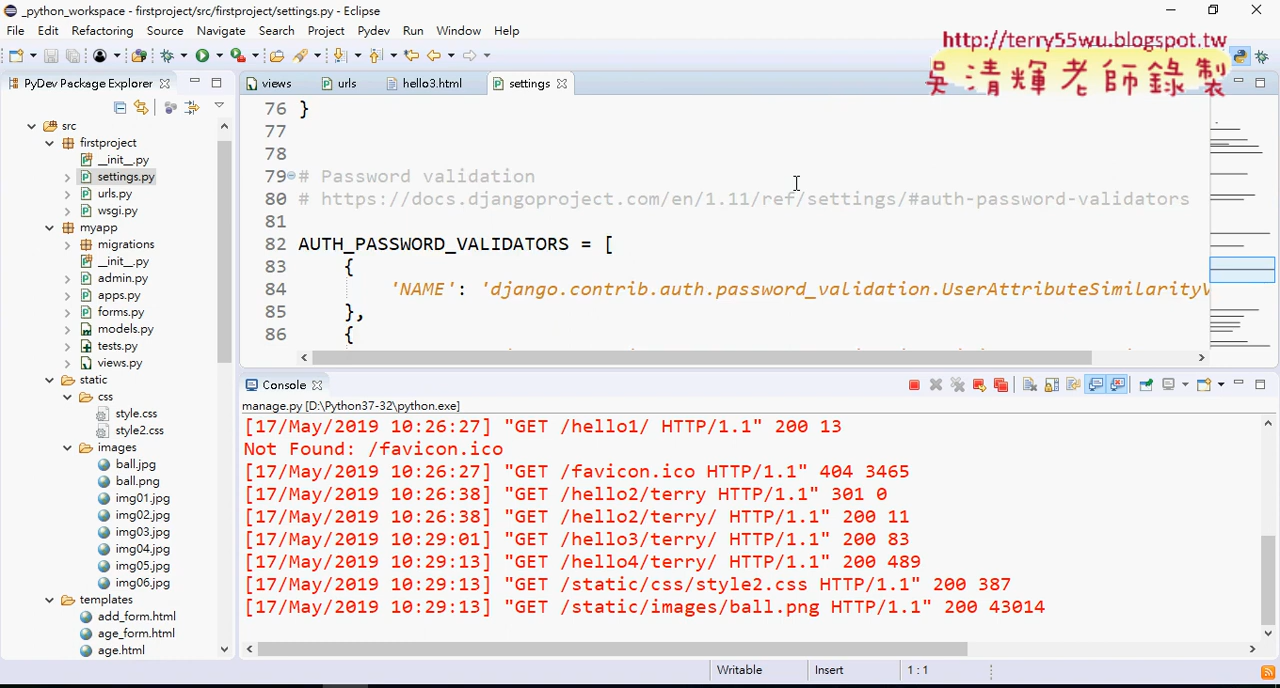 _python_workspace - firstproject/src/firstproject/settings.py - Eclipse
File Edit Refactoring Source Navigate Search Project Pydev Run Window Help
http://terry55wu.blogspot.tw
吳清輝老師錄製
PyDev Package Explorer
views urls hello3.html settings
src
firstproject
__init__.py
settings.py
urls.py
wsgi.py
myapp
migrations
__init__.py
admin.py
apps.py
forms.py
models.py
tests.py
views.py
static
css
style.css
style2.css
images
ball.jpg
ball.png
img01.jpg
img02.jpg
img03.jpg
img04.jpg
img05.jpg
img06.jpg
templates
add_form.html
age_form.html
age.html
76 }
77
78
79 # Password validation
80 # https://docs.djangoproject.com/en/1.11/ref/settings/#auth-password-validators
81
82 AUTH_PASSWORD_VALIDATORS = [
83 {
84 'NAME': 'django.contrib.auth.password_validation.UserAttributeSimilarityV
85 },
86 {
Console
manage.py [D:\Python37-32\python.exe]
[17/May/2019 10:26:27] "GET /hello1/ HTTP/1.1" 200 13
Not Found: /favicon.ico
[17/May/2019 10:26:27] "GET /favicon.ico HTTP/1.1" 404 3465
[17/May/2019 10:26:38] "GET /hello2/terry HTTP/1.1" 301 0
[17/May/2019 10:26:38] "GET /hello2/terry/ HTTP/1.1" 200 11
[17/May/2019 10:29:01] "GET /hello3/terry/ HTTP/1.1" 200 83
[17/May/2019 10:29:13] "GET /hello4/terry/ HTTP/1.1" 200 489
[17/May/2019 10:29:13] "GET /static/css/style2.css HTTP/1.1" 200 387
[17/May/2019 10:29:13] "GET /static/images/ball.png HTTP/1.1" 200 43014
Writable Insert 1 : 1